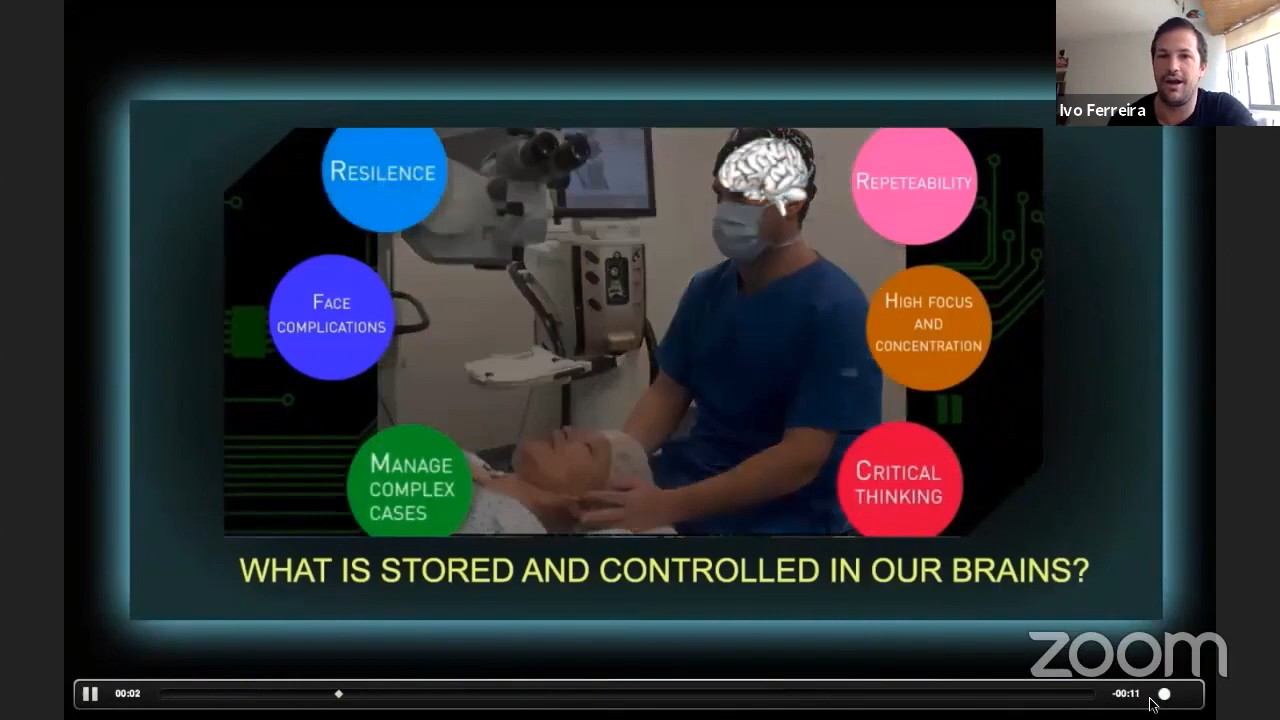 Ivo Ferreira
RESILENCE
REPETEABILITY
FACE
COMPLICATIONS
HIGH FOCUS
AND
CONCENTRATION
MANAGE
COMPLEX
CASES
CRITICAL
THINKING
WHAT IS STORED AND CONTROLLED IN OUR BRAINS?
zoom
00:02
-00:11